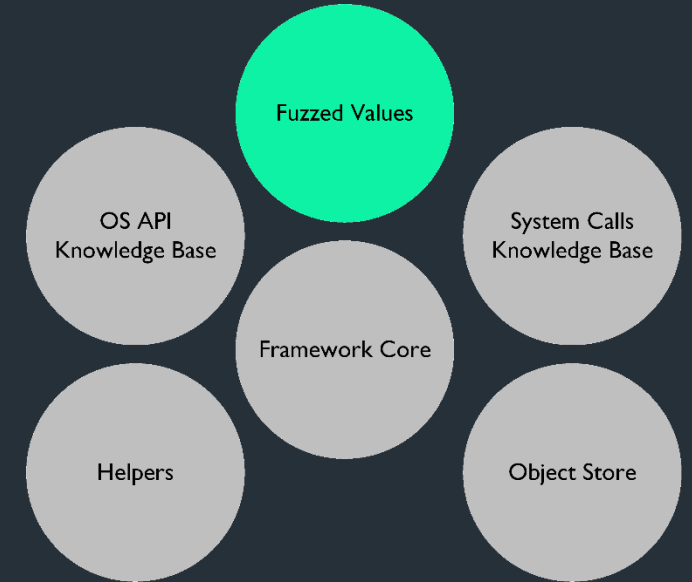 Fuzzed Values
OS API
Knowledge Base
System Calls
Knowledge Base
Framework Core
Helpers
Object Store